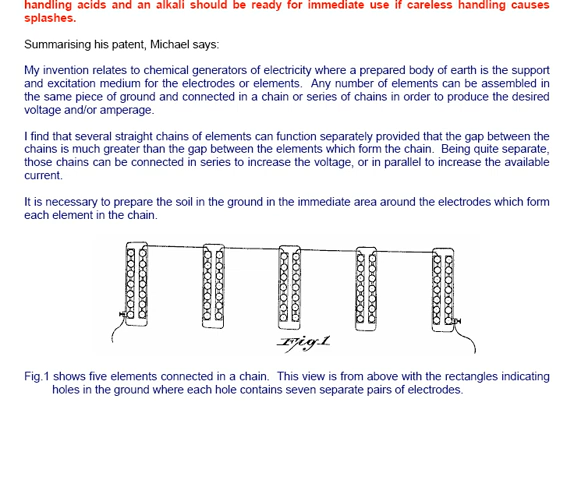 handling acids and an alkali should be ready for immediate use if careless handling causes
splashes.
Summarising his patent, Michael says:
My invention relates to chemical generators of electricity where a prepared body of earth is the support
and excitation medium for the electrodes or elements. Any number of elements can be assembled in
the same piece of ground and connected in a chain or series of chains in order to produce the desired
voltage and/or amperage.
I find that several straight chains of elements can function separately provided that the gap between the
chains is much greater than the gap between the elements which form the chain. Being quite separate,
those chains can be connected in series to increase the voltage, or in parallel to increase the available
current.
It is necessary to prepare the soil in the ground in the immediate area around the electrodes which form
each element in the chain.
Fig.1
Fig.1 shows five elements connected in a chain. This view is from above with the rectangles indicating
holes in the ground where each hole contains seven separate pairs of electrodes.